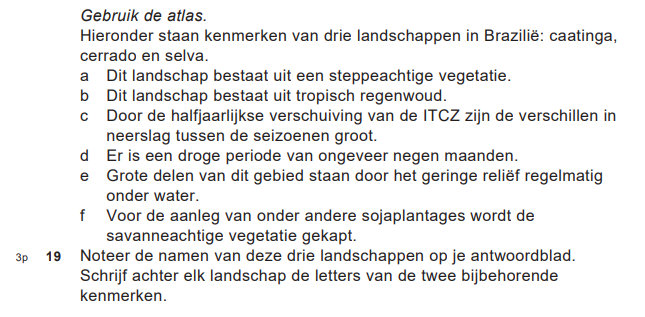 Gebruik de atlas.
Hieronder staan kenmerken van drie landschappen in Brazilië: caatinga,
cerrado en selva.
a Dit landschap bestaat uit een steppeachtige vegetatie.
b Dit landschap bestaat uit tropisch regenwoud.
c Door de halfjaarlijkse verschuiving van de ITCZ zijn de verschillen in
neerslag tussen de seizoenen groot.
d Er is een droge periode van ongeveer negen maanden.
e Grote delen van dit gebied staan door het geringe reliëf regelmatig
onder water.
f Voor de aanleg van onder andere sojaplantages wordt de
savanneachtige vegetatie gekapt.
3p 19 Noteer de namen van deze drie landschappen op je antwoordblad.
Schrijf achter elk landschap de letters van de twee bijbehorende
kenmerken.